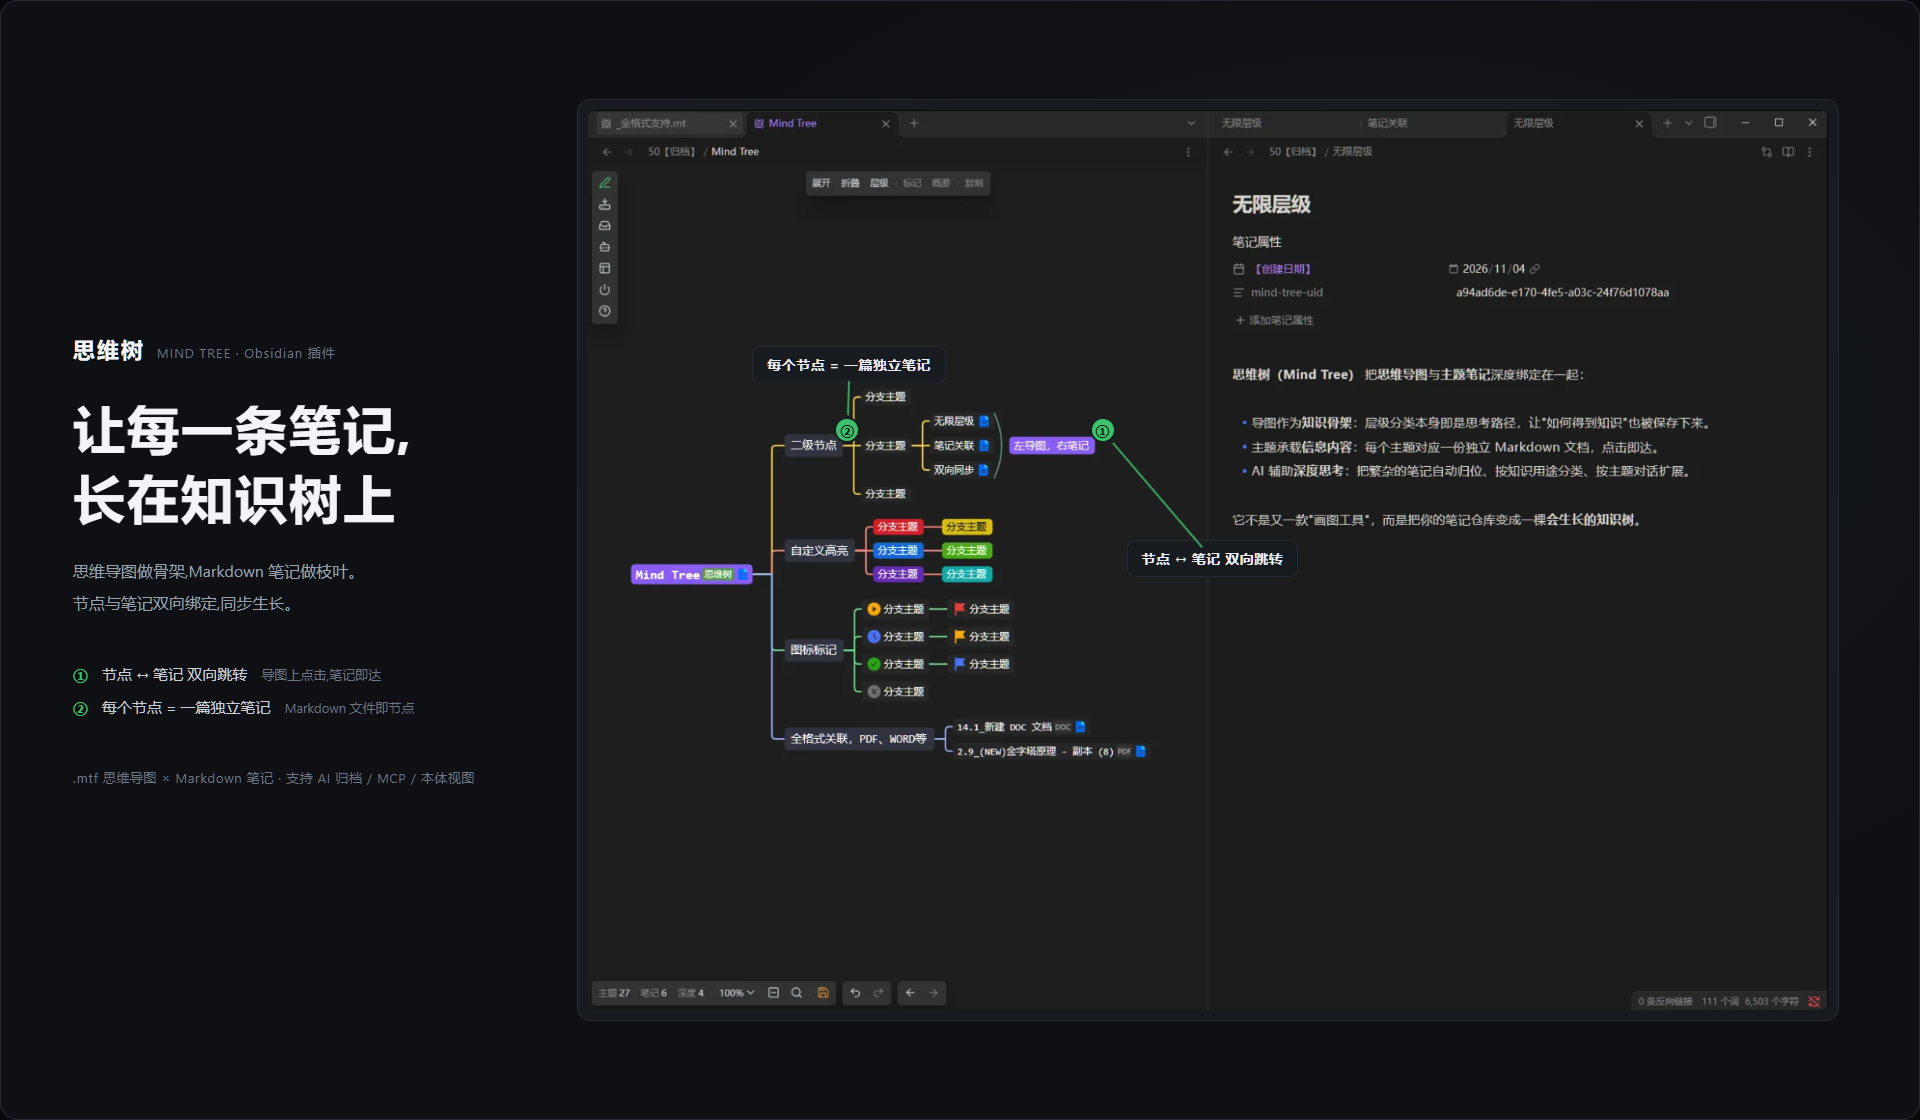 思维树 MIND TREE · Obsidian 插件
让每一条笔记,
长在知识树上
思维导图做骨架,Markdown 笔记做枝叶。
节点与笔记双向绑定,同步生长。
① 节点 ↔ 笔记 双向跳转 导图上点击,笔记即达
② 每个节点 = 一篇独立笔记 Markdown 文件即节点
.mtf 思维导图 × Markdown 笔记 · 支持 AI 归档 / MCP / 本体视图
_全格式支持.mt
Mind Tree
50【归档】 / Mind Tree
展开 折叠 层级 标记 概要 复制
每个节点 = 一篇独立笔记
②
分支主题
二级节点
分支主题
无限层级
笔记关联
双向同步
左导图，右笔记
①
分支主题
节点 ↔ 笔记 双向跳转
自定义高亮
分支主题 分支主题
分支主题 分支主题
分支主题 分支主题
Mind Tree 思维树
图标标记
分支主题 分支主题
分支主题 分支主题
分支主题 分支主题
分支主题
全格式关联，PDF、WORD等
14.1_新建 DOC 文档 DOC
2.9_(NEW)金字塔原理 - 副本 (8) PDF
主题 27 笔记 6 深度 4 100%
无限层级
笔记关联
无限层级
50【归档】 / 无限层级
无限层级
笔记属性
【创建日期】 2026/11/04
mind-tree-uid a94ad6de-e170-4fe5-a03c-24f76d1078aa
添加笔记属性
思维树（Mind Tree） 把思维导图与主题笔记深度绑定在一起：
• 导图作为知识骨架：层级分类本身即是思考路径，让"如何得到知识"也被保存下来。
• 主题承载信息内容：每个主题对应一份独立 Markdown 文档，点击即达。
• AI 辅助深度思考：把繁杂的笔记自动归位、按知识用途分类、按主题对话扩展。
它不是又一款"画图工具"，而是把你的笔记仓库变成一棵会生长的知识树。
0 条反向链接 111 个词 6,503 个字符